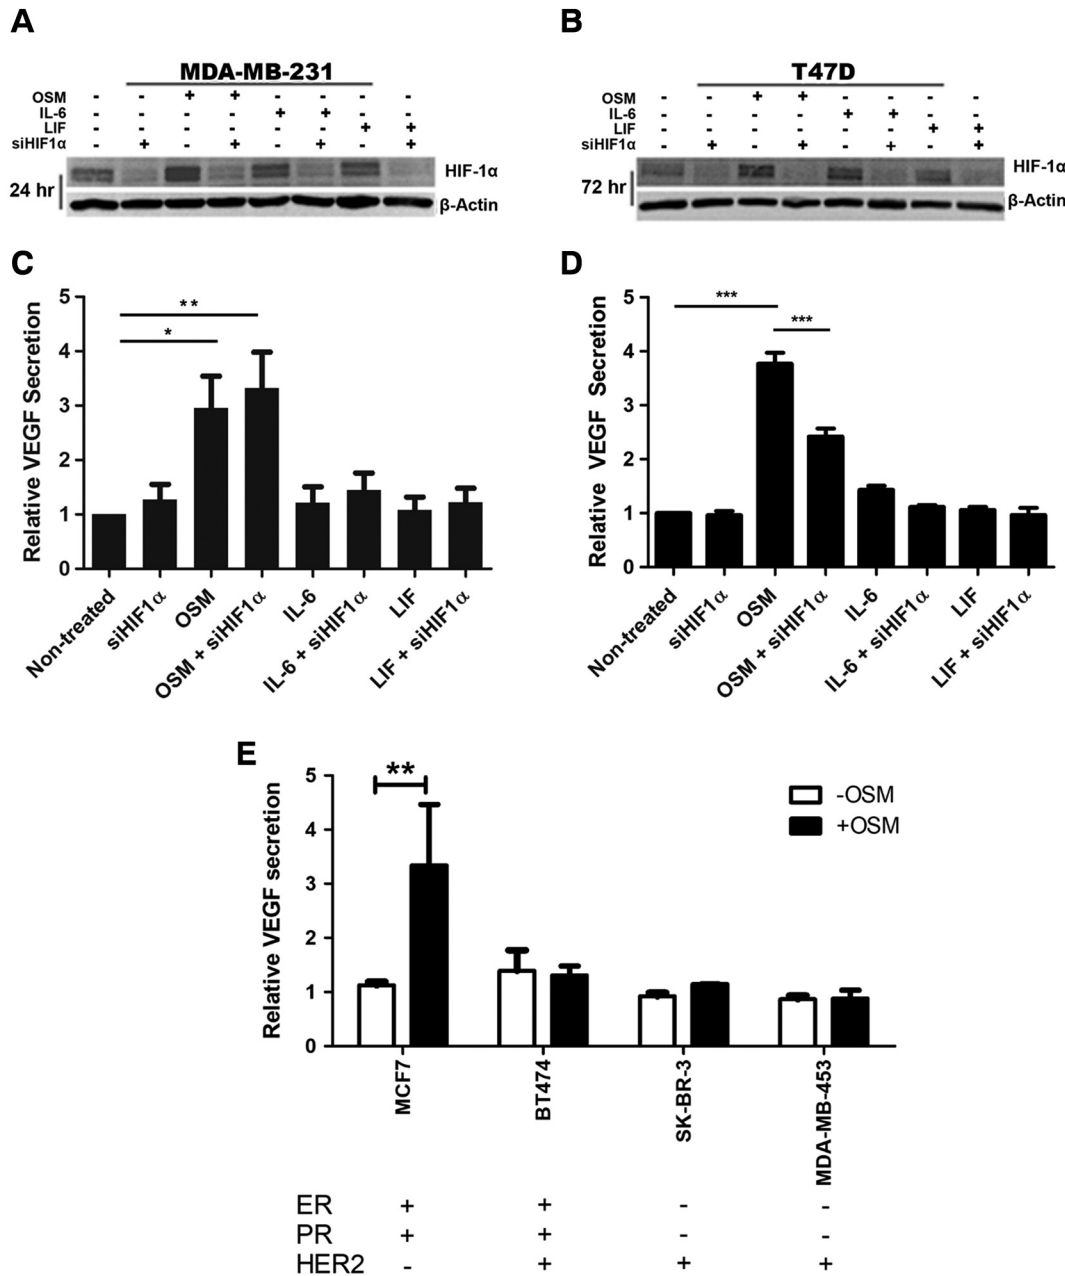 A
MDA-MB-231
OSM - - + + - - - -
IL-6 - - - - + + - -
LIF - - - - - - + +
siHIF1α - + - + - + - +
24 hr
HIF-1α
β-Actin
B
T47D
OSM - - + + - - - -
IL-6 - - - - + + - -
LIF - - - - - - + +
siHIF1α - + - + - + - +
72 hr
HIF-1α
β-Actin
C
Relative VEGF Secretion
5
4
3
2
1
0
**
*
Non-treated
siHIF1α
OSM
OSM + siHIF1α
IL-6
IL-6 + siHIF1α
LIF
LIF + siHIF1α
D
Relative VEGF Secretion
5
4
3
2
1
0
***
***
Non-treated
siHIF1α
OSM
OSM + siHIF1α
IL-6
IL-6 + siHIF1α
LIF
LIF + siHIF1α
E
Relative VEGF secretion
5
4
3
2
1
0
**
-OSM
+OSM
MCF7
BT474
SK-BR-3
MDA-MB-453
ER + + - -
PR + + - -
HER2 - + + +